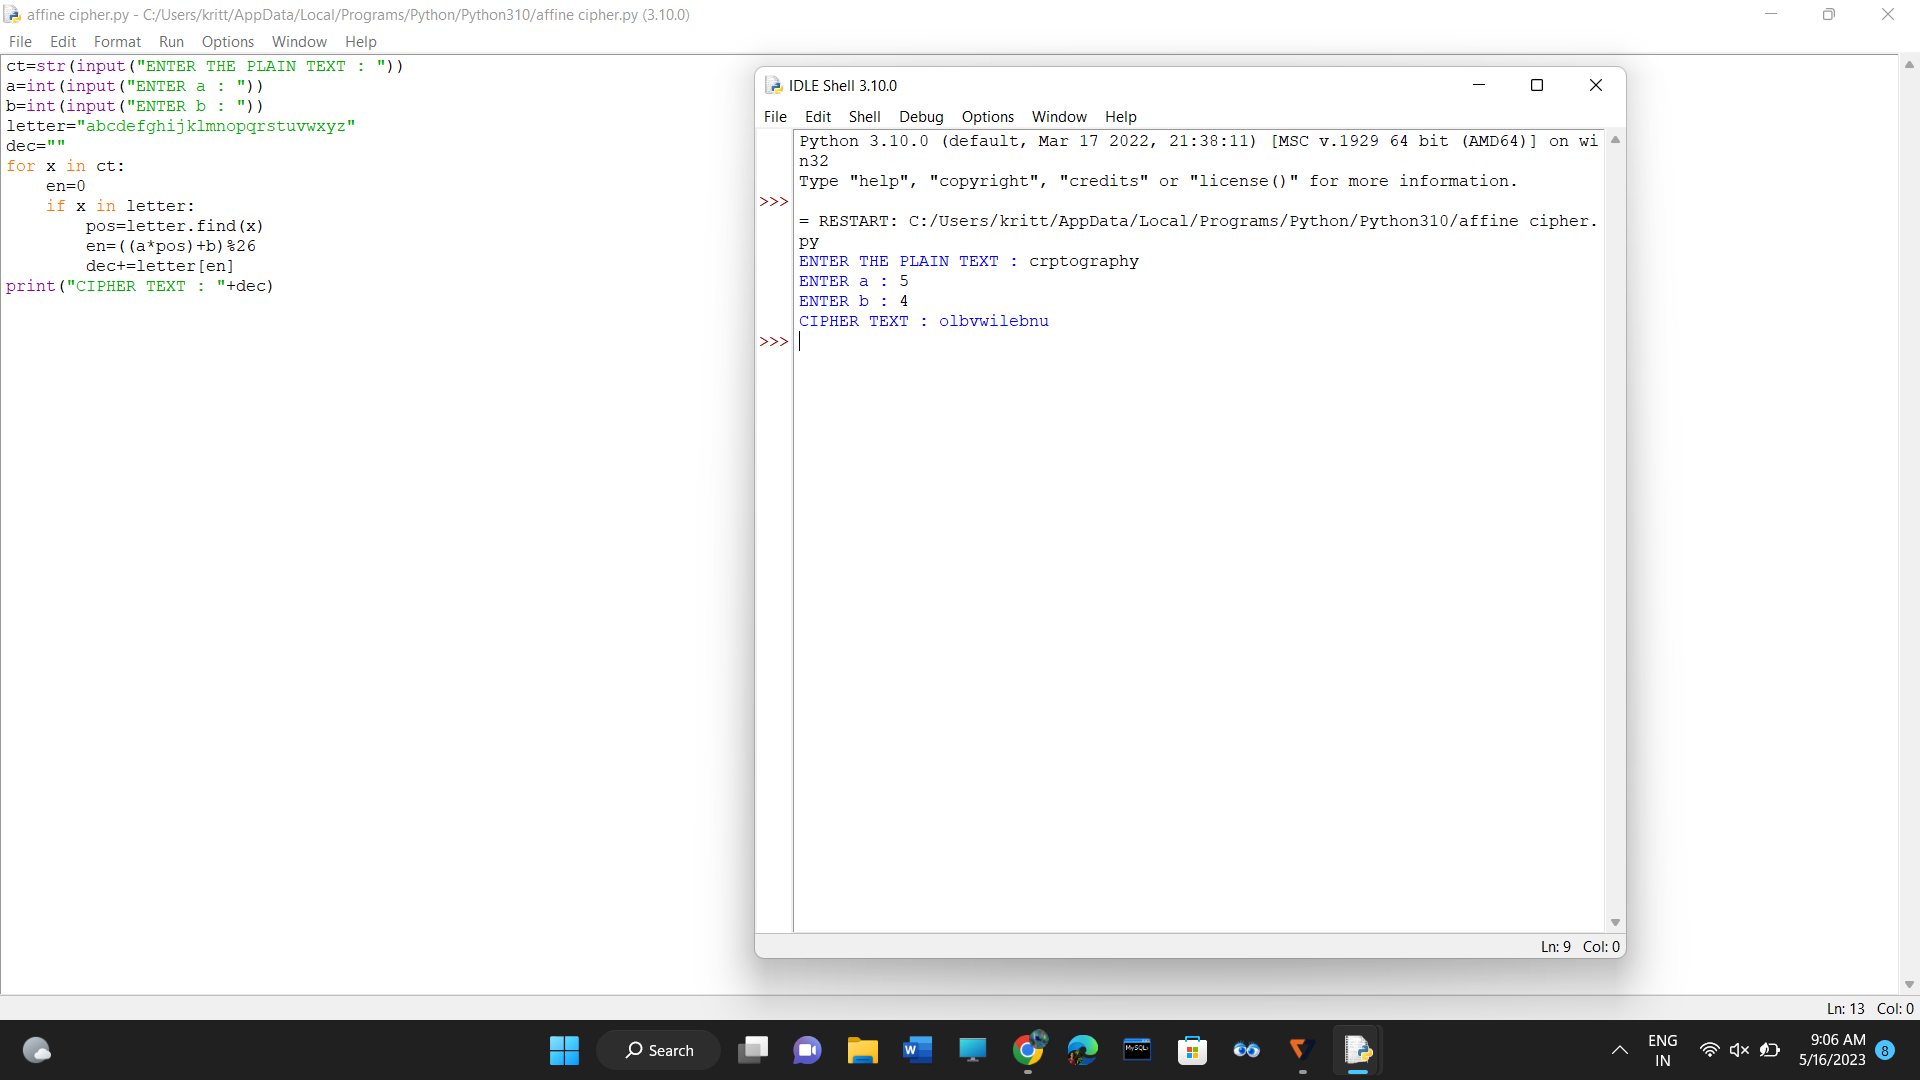 affine cipher.py - C:/Users/kritt/AppData/Local/Programs/Python/Python310/affine cipher.py (3.10.0)
File Edit Format Run Options Window Help
ct=str(input("ENTER THE PLAIN TEXT : "))
a=int(input("ENTER a : "))
b=int(input("ENTER b : "))
letter="abcdefghijklmnopqrstuvwxyz"
dec=""
for x in ct:
    en=0
    if x in letter:
        pos=letter.find(x)
        en=((a*pos)+b)%26
        dec+=letter[en]
print("CIPHER TEXT : "+dec)
IDLE Shell 3.10.0
File Edit Shell Debug Options Window Help
Python 3.10.0 (default, Mar 17 2022, 21:38:11) [MSC v.1929 64 bit (AMD64)] on wi
n32
Type "help", "copyright", "credits" or "license()" for more information.
>>>
= RESTART: C:/Users/kritt/AppData/Local/Programs/Python/Python310/affine cipher.
py
ENTER THE PLAIN TEXT : crptography
ENTER a : 5
ENTER b : 4
CIPHER TEXT : olbvwilebnu
>>>
Ln: 9 Col: 0
Ln: 13 Col: 0
Search
W
MySQL
ENG
IN
9:06 AM
5/16/2023
8